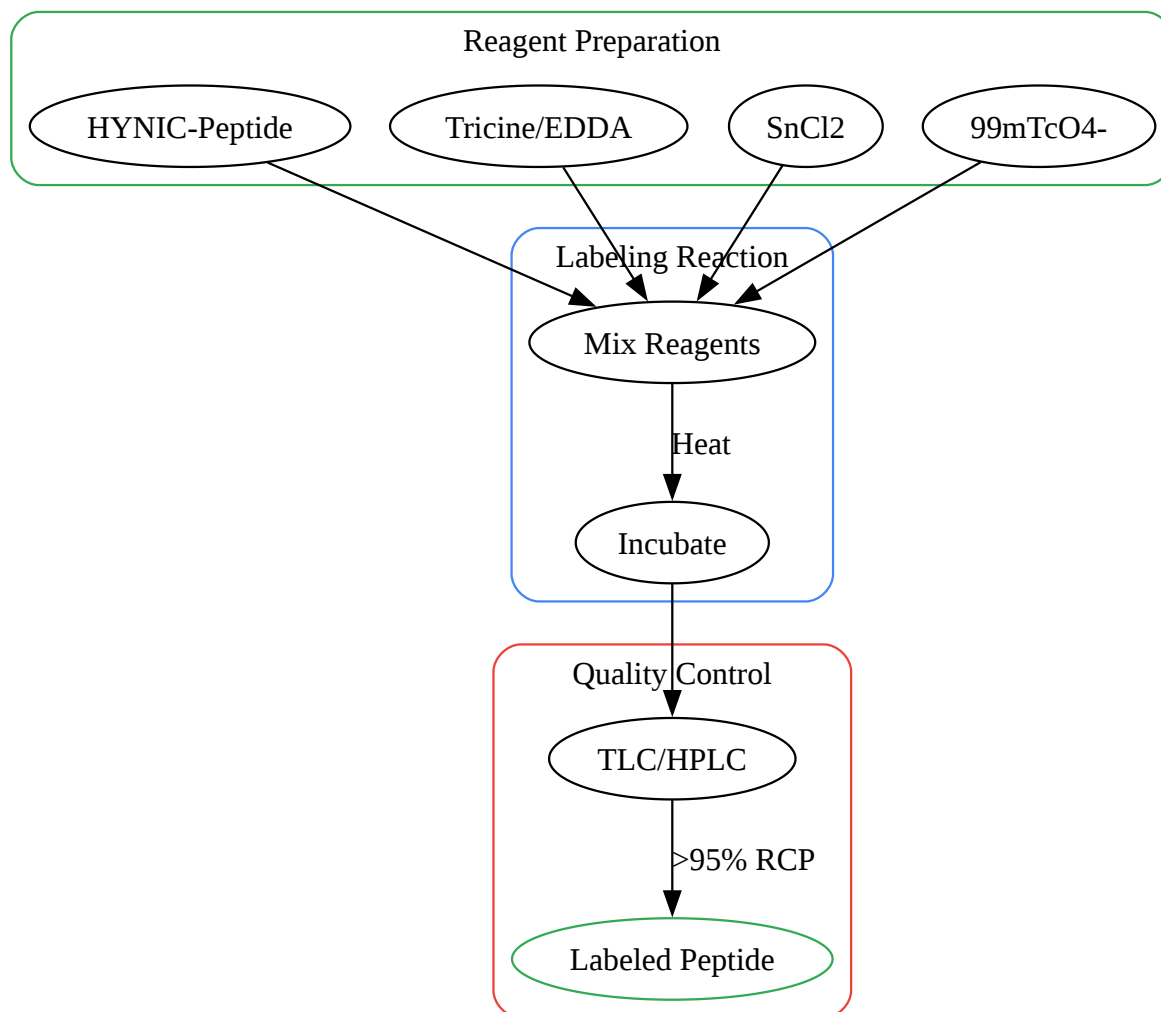 Reagent Preparation
HYNIC-Peptide
Tricine/EDDA
SnCl2
99mTcO4-
Labeling Reaction
Mix Reagents
Heat
Incubate
Quality Control
TLC/HPLC
>95% RCP
Labeled Peptide